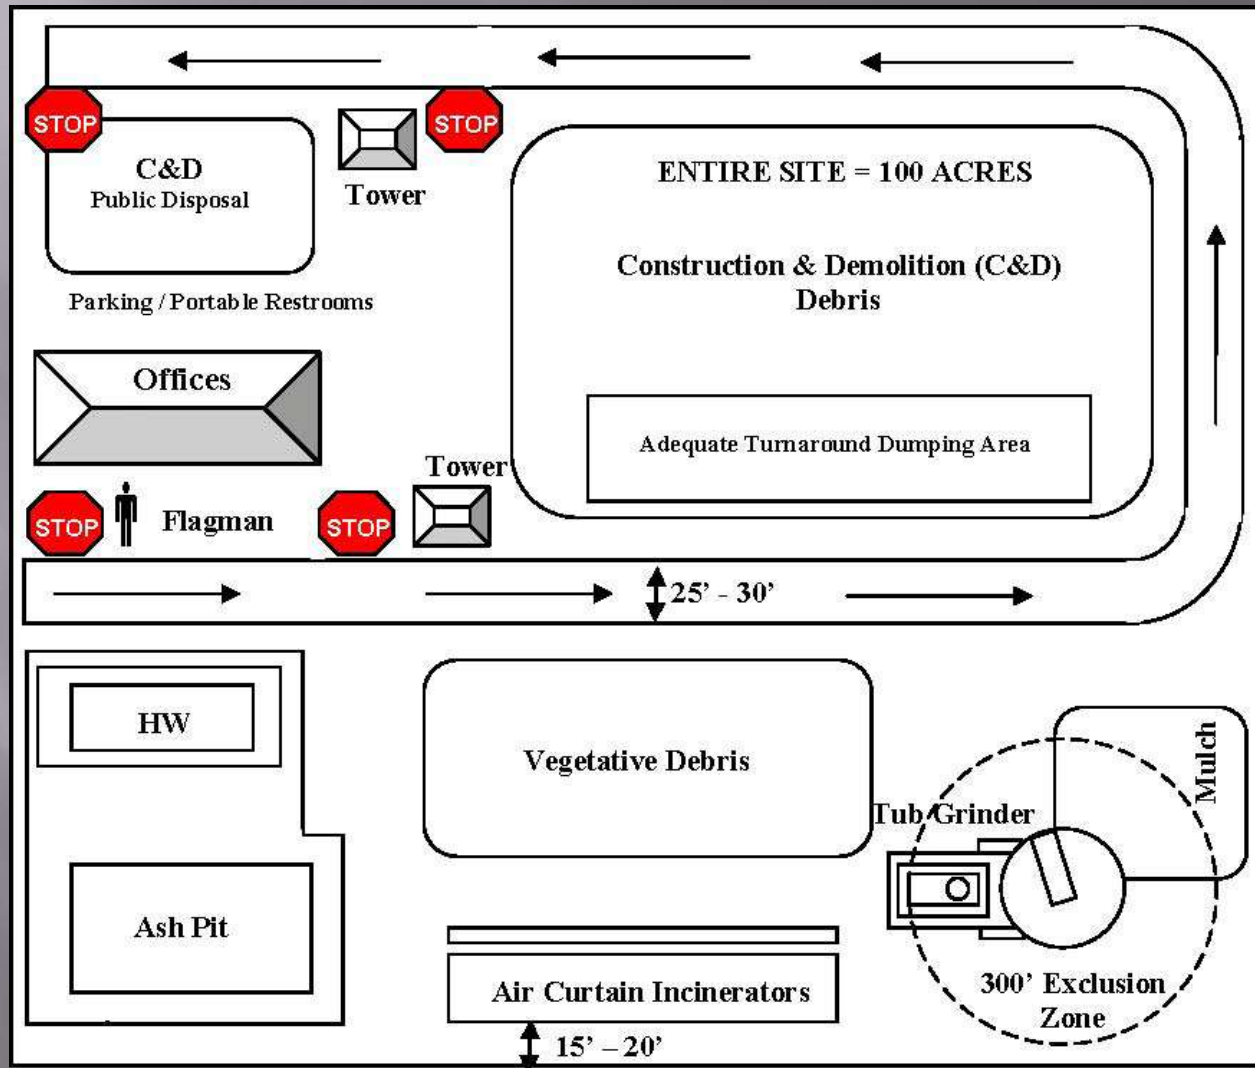 STOP
STOP
C&D
Public Disposal
Tower
ENTIRE SITE = 100 ACRES
Construction & Demolition (C&D)
Debris
Parking / Portable Restrooms
Offices
Adequate Turnaround Dumping Area
Tower
STOP
Flagman
STOP
25’ - 30’
HW
Vegetative Debris
Mulch
Tub Grinder
Ash Pit
Air Curtain Incinerators
300’ Exclusion
Zone
15’ – 20’